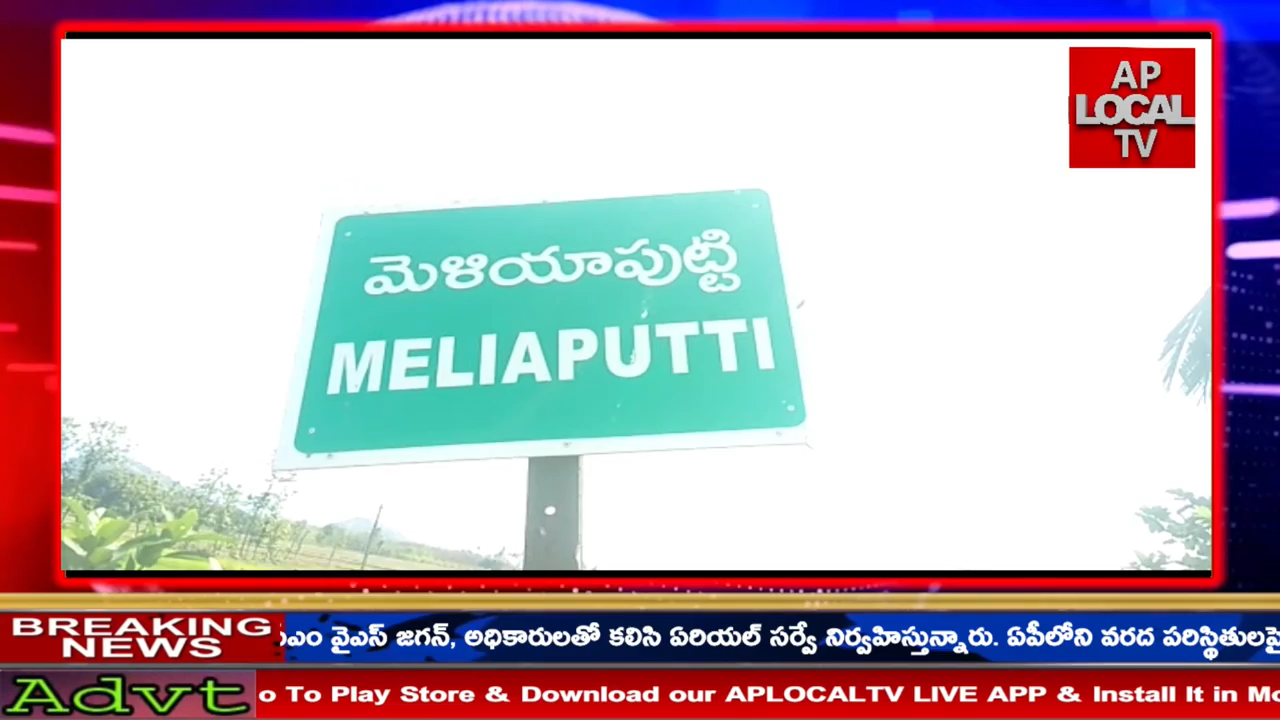 AP
LOCAL
TV
మెళియాపుట్టి
MELIAPUTTI
BREAKING
NEWS
వైఎస్ జగన్, అధికారులతో కలిసి ఏరియల్ సర్వే నిర్వహిస్తున్నారు. ఏపీలోని వరద పరిస్థితులపై
Advt
To Play Store & Download our APLOCALTV LIVE APP & Install It in